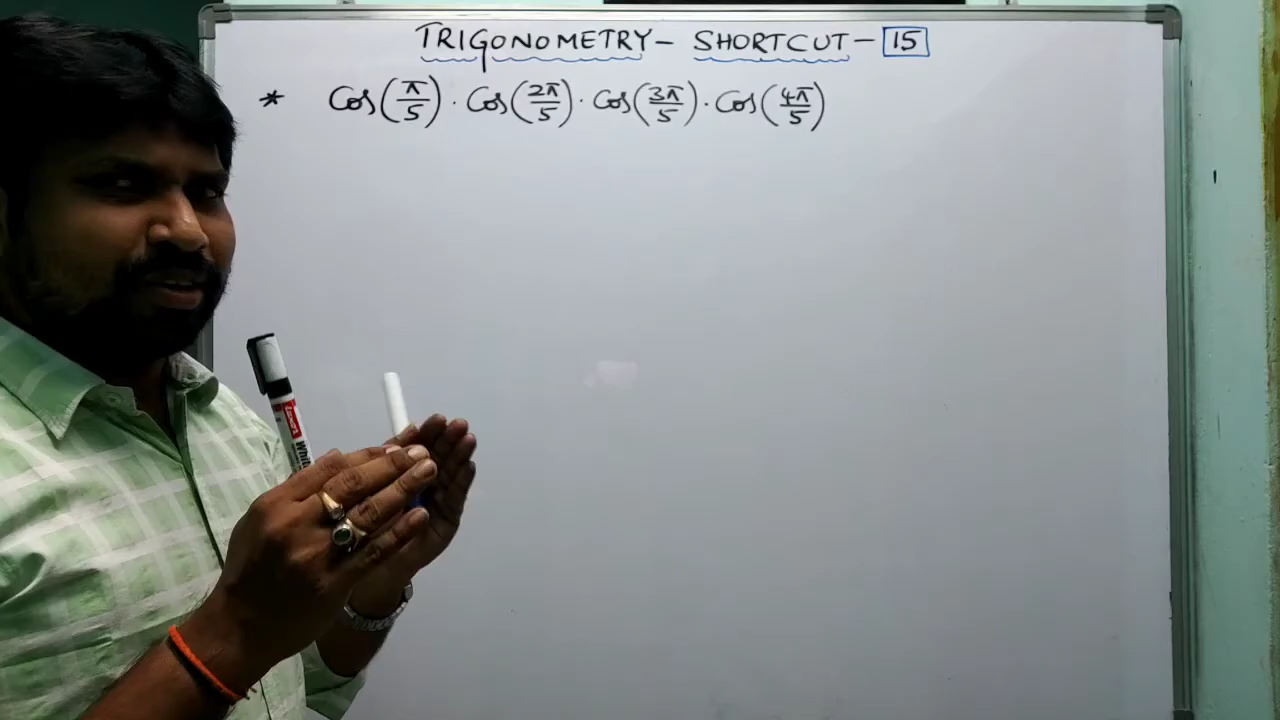 TRIGONOMETRY - SHORTCUT - 15
* Cos(π/5) · Cos(2π/5) · Cos(3π/5) · Cos(4π/5)